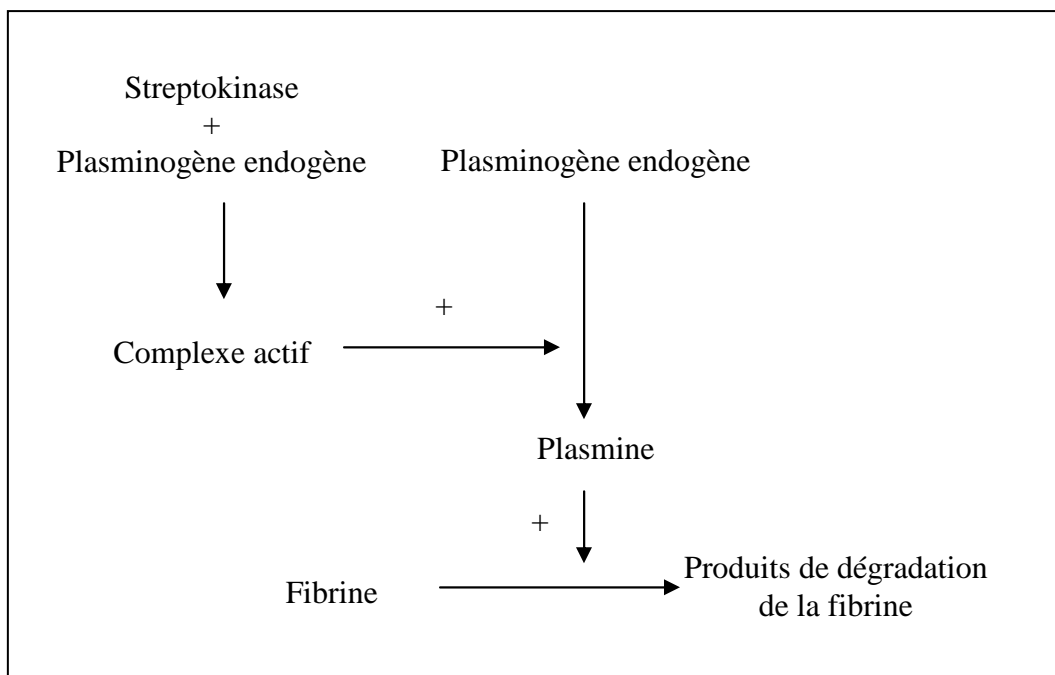 Streptokinase
+
Plasminogène endogène
Plasminogène endogène
+
Complexe actif
Plasmine
+
Fibrine
Produits de dégradation
de la fibrine